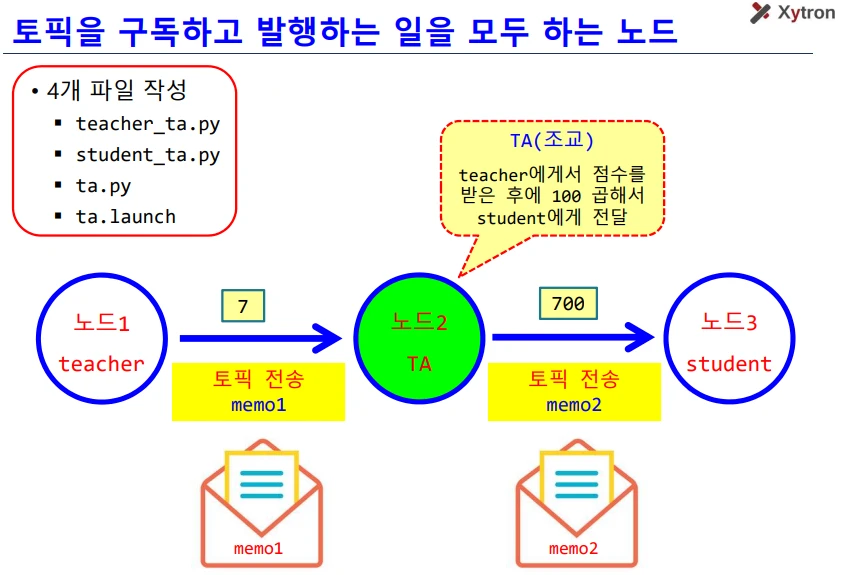 Xytron
토픽을 구독하고 발행하는 일을 모두 하는 노드
• 4개 파일 작성
▪ teacher_ta.py
▪ student_ta.py
▪ ta.py
▪ ta.launch
TA(조교)
teacher에게서 점수를
받은 후에 100 곱해서
student에게 전달
노드1
teacher
7
토픽 전송
memo1
노드2
TA
700
토픽 전송
memo2
노드3
student
memo1
memo2